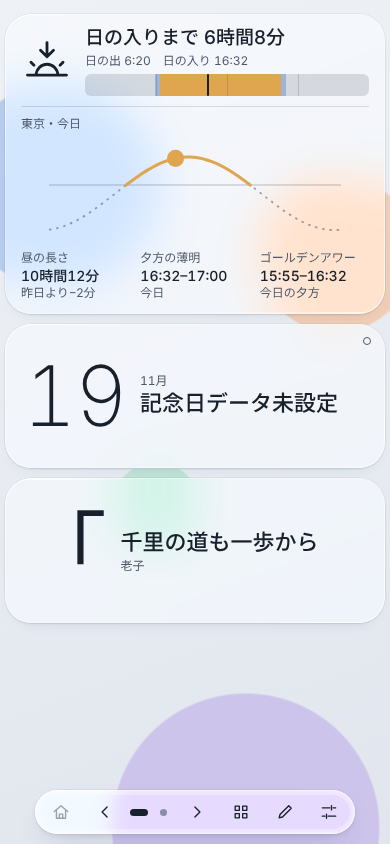 日の入りまで 6時間8分
日の出 6:20 日の入り 16:32
東京・今日
昼の長さ
10時間12分
昨日より−2分
夕方の薄明
16:32–17:00
今日
ゴールデンアワー
15:55–16:32
今日の夕方
19
11月
記念日データ未設定
「
千里の道も一歩から
老子